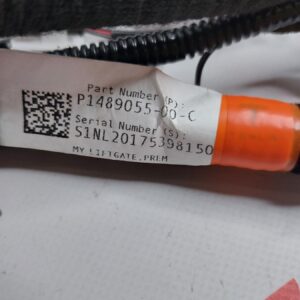 Part Number (P):
P1489055-00-C
Serial Number (S):
S1NL20175398150
MY LIFTGATE, PREM